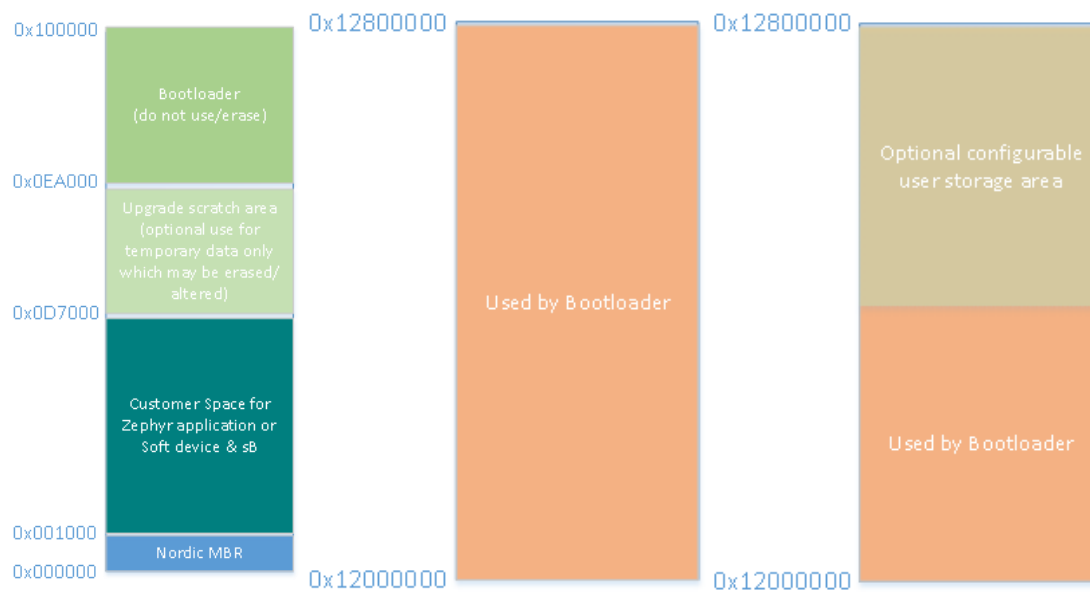 0x100000
Bootloader
(do not use/erase)
0x0EA000
Upgrade scratch area
(optional use for
temporary data only
which may be erased/
altered)
0x0D7000
Customer Space for
Zephyr application or
Soft device & sB
0x001000
Nordic MBR
0x000000
0x12800000
Used by Bootloader
0x12000000
0x12800000
Optional configurable
user storage area
Used by Bootloader
0x12000000